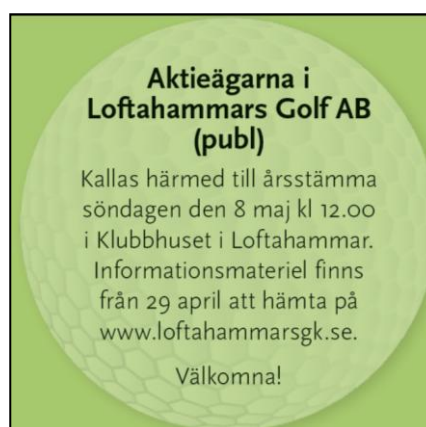 Aktieägarna i
Loftahammars Golf AB
(publ)
Kallas härmed till årsstämma
söndagen den 8 maj kl 12.00
i Klubbhuset i Loftahammar.
Informationsmateriel finns
från 29 april att hämta på
www.loftahammarsgk.se.
Välkomna!